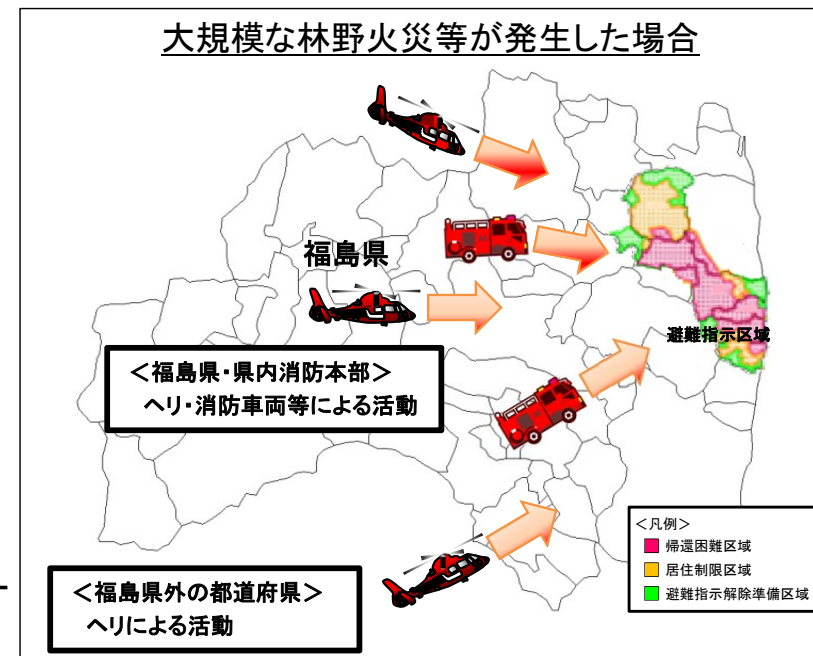 大規模な林野火災等が発生した場合
福島県
避難指示区域
＜福島県・県内消防本部＞
ヘリ・消防車両等による活動
＜凡例＞
帰還困難区域
居住制限区域
避難指示解除準備区域
＜福島県外の都道府県＞
ヘリによる活動